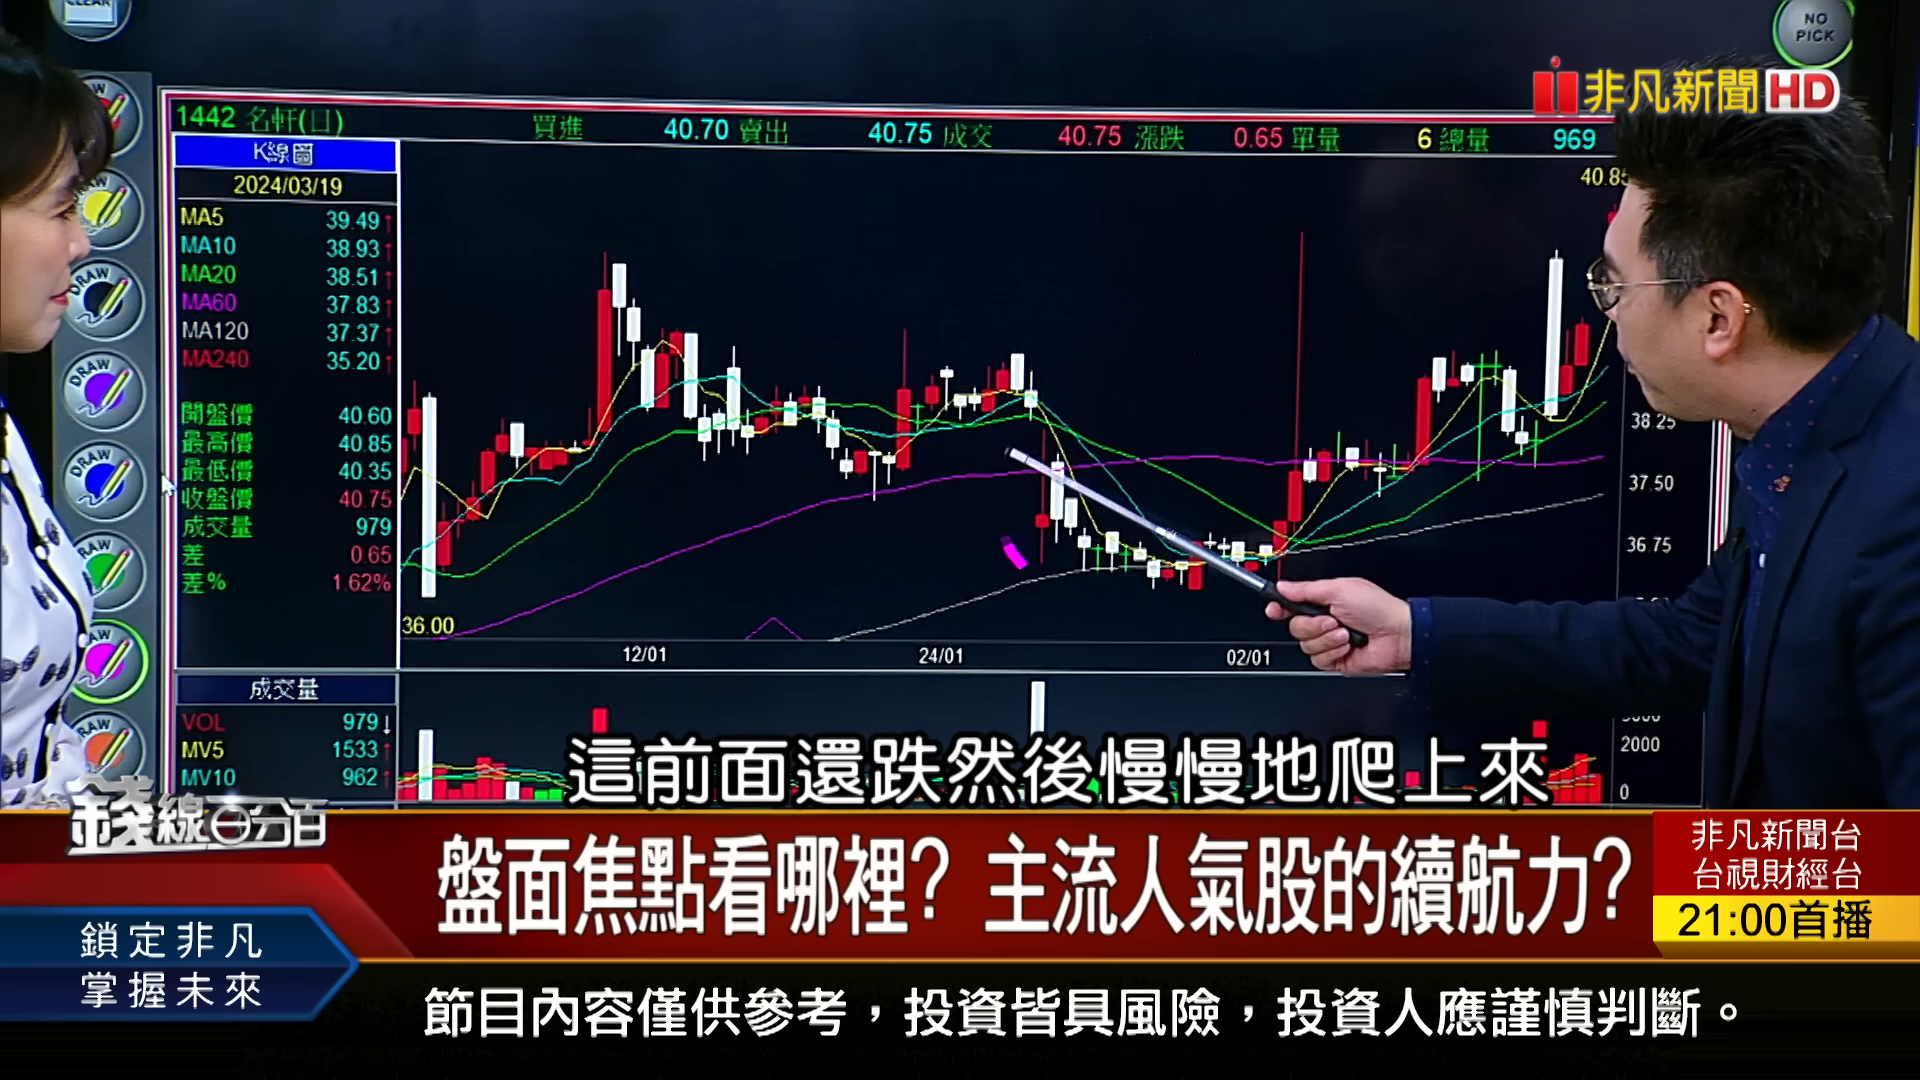 CLEAR
NO
PICK
非凡新聞HD
1442 名軒(日) 買進 40.70 賣出 40.75 成交 40.75 漲跌 0.65 單量 6 總量 969
K線圖
2024/03/19
MA5 39.49↑
MA10 38.93↑
MA20 38.51↑
MA60 37.83↑
MA120 37.37↑
MA240 35.20↑
開盤價 40.60
最高價 40.85
最低價 40.35
收盤價 40.75
成交量 979
差 0.65
差% 1.62%
40.85
38.25
37.50
36.75
36.00
12/01 24/01 02/01
DRAW
DRAW
DRAW
成交量
VOL 979↓
MV5 1533↑
MV10 962↑
2000
0
這前面還跌然後慢慢地爬上來
錢線百分百
盤面焦點看哪裡? 主流人氣股的續航力?
非凡新聞台
台視財經台
21:00首播
鎖定非凡
掌握未來
節目內容僅供參考，投資皆具風險，投資人應謹慎判斷。